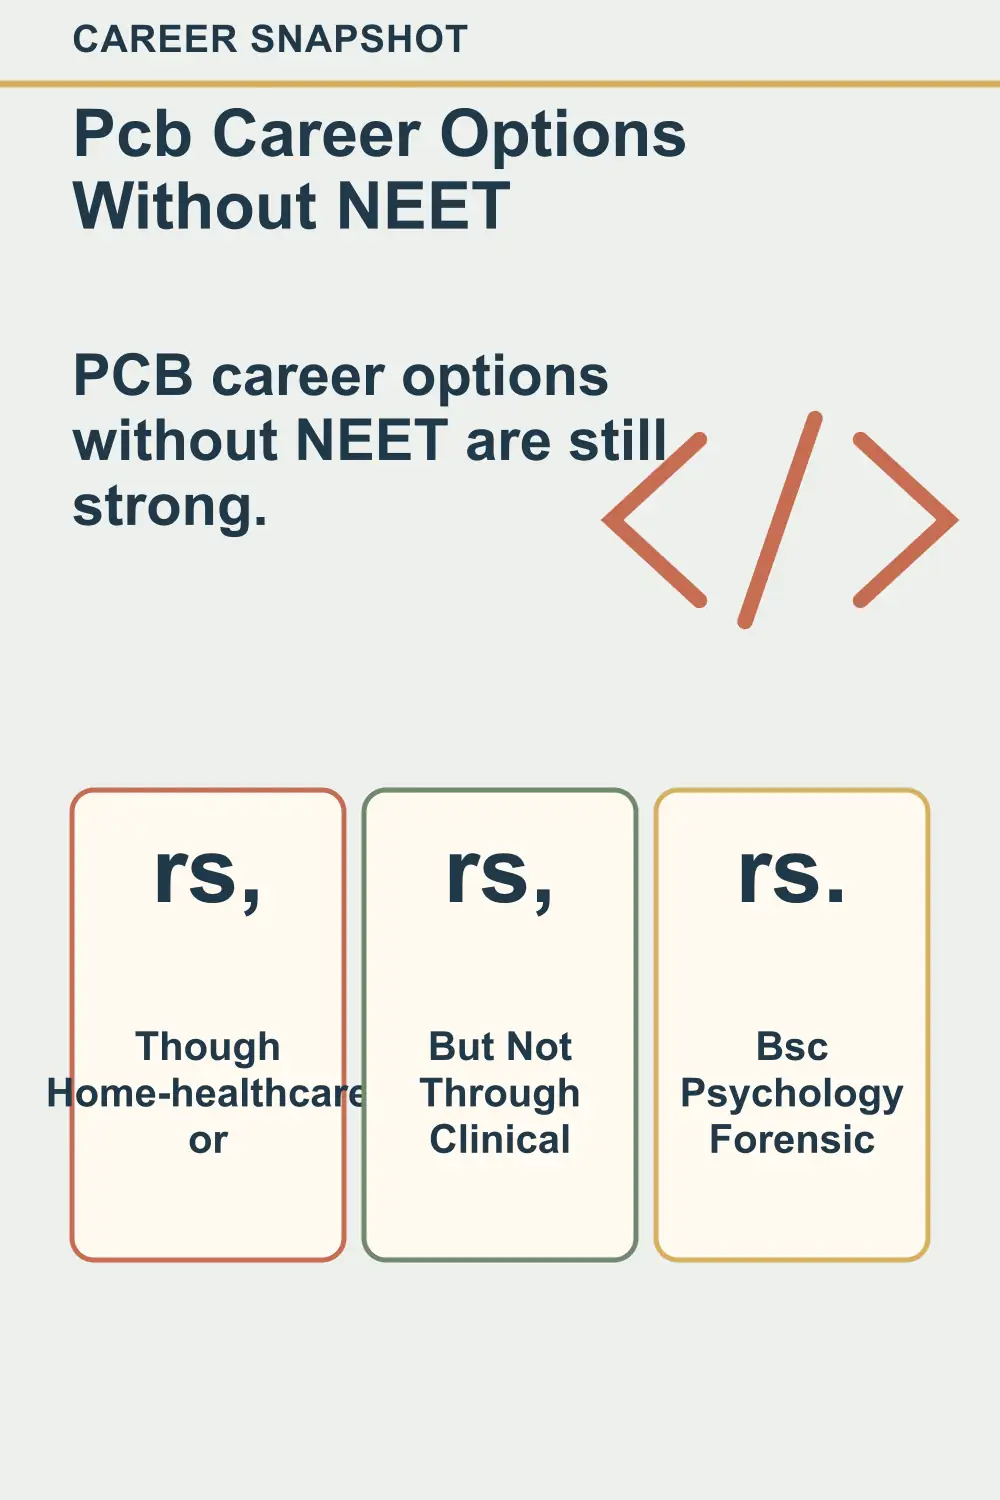 CAREER SNAPSHOT
Pcb Career Options
Without NEET
PCB career options
without NEET are still
strong.
</>
rs,
Though
Home-healthcare
or
rs,
But Not
Through
Clinical
rs.
Bsc
Psychology
Forensic